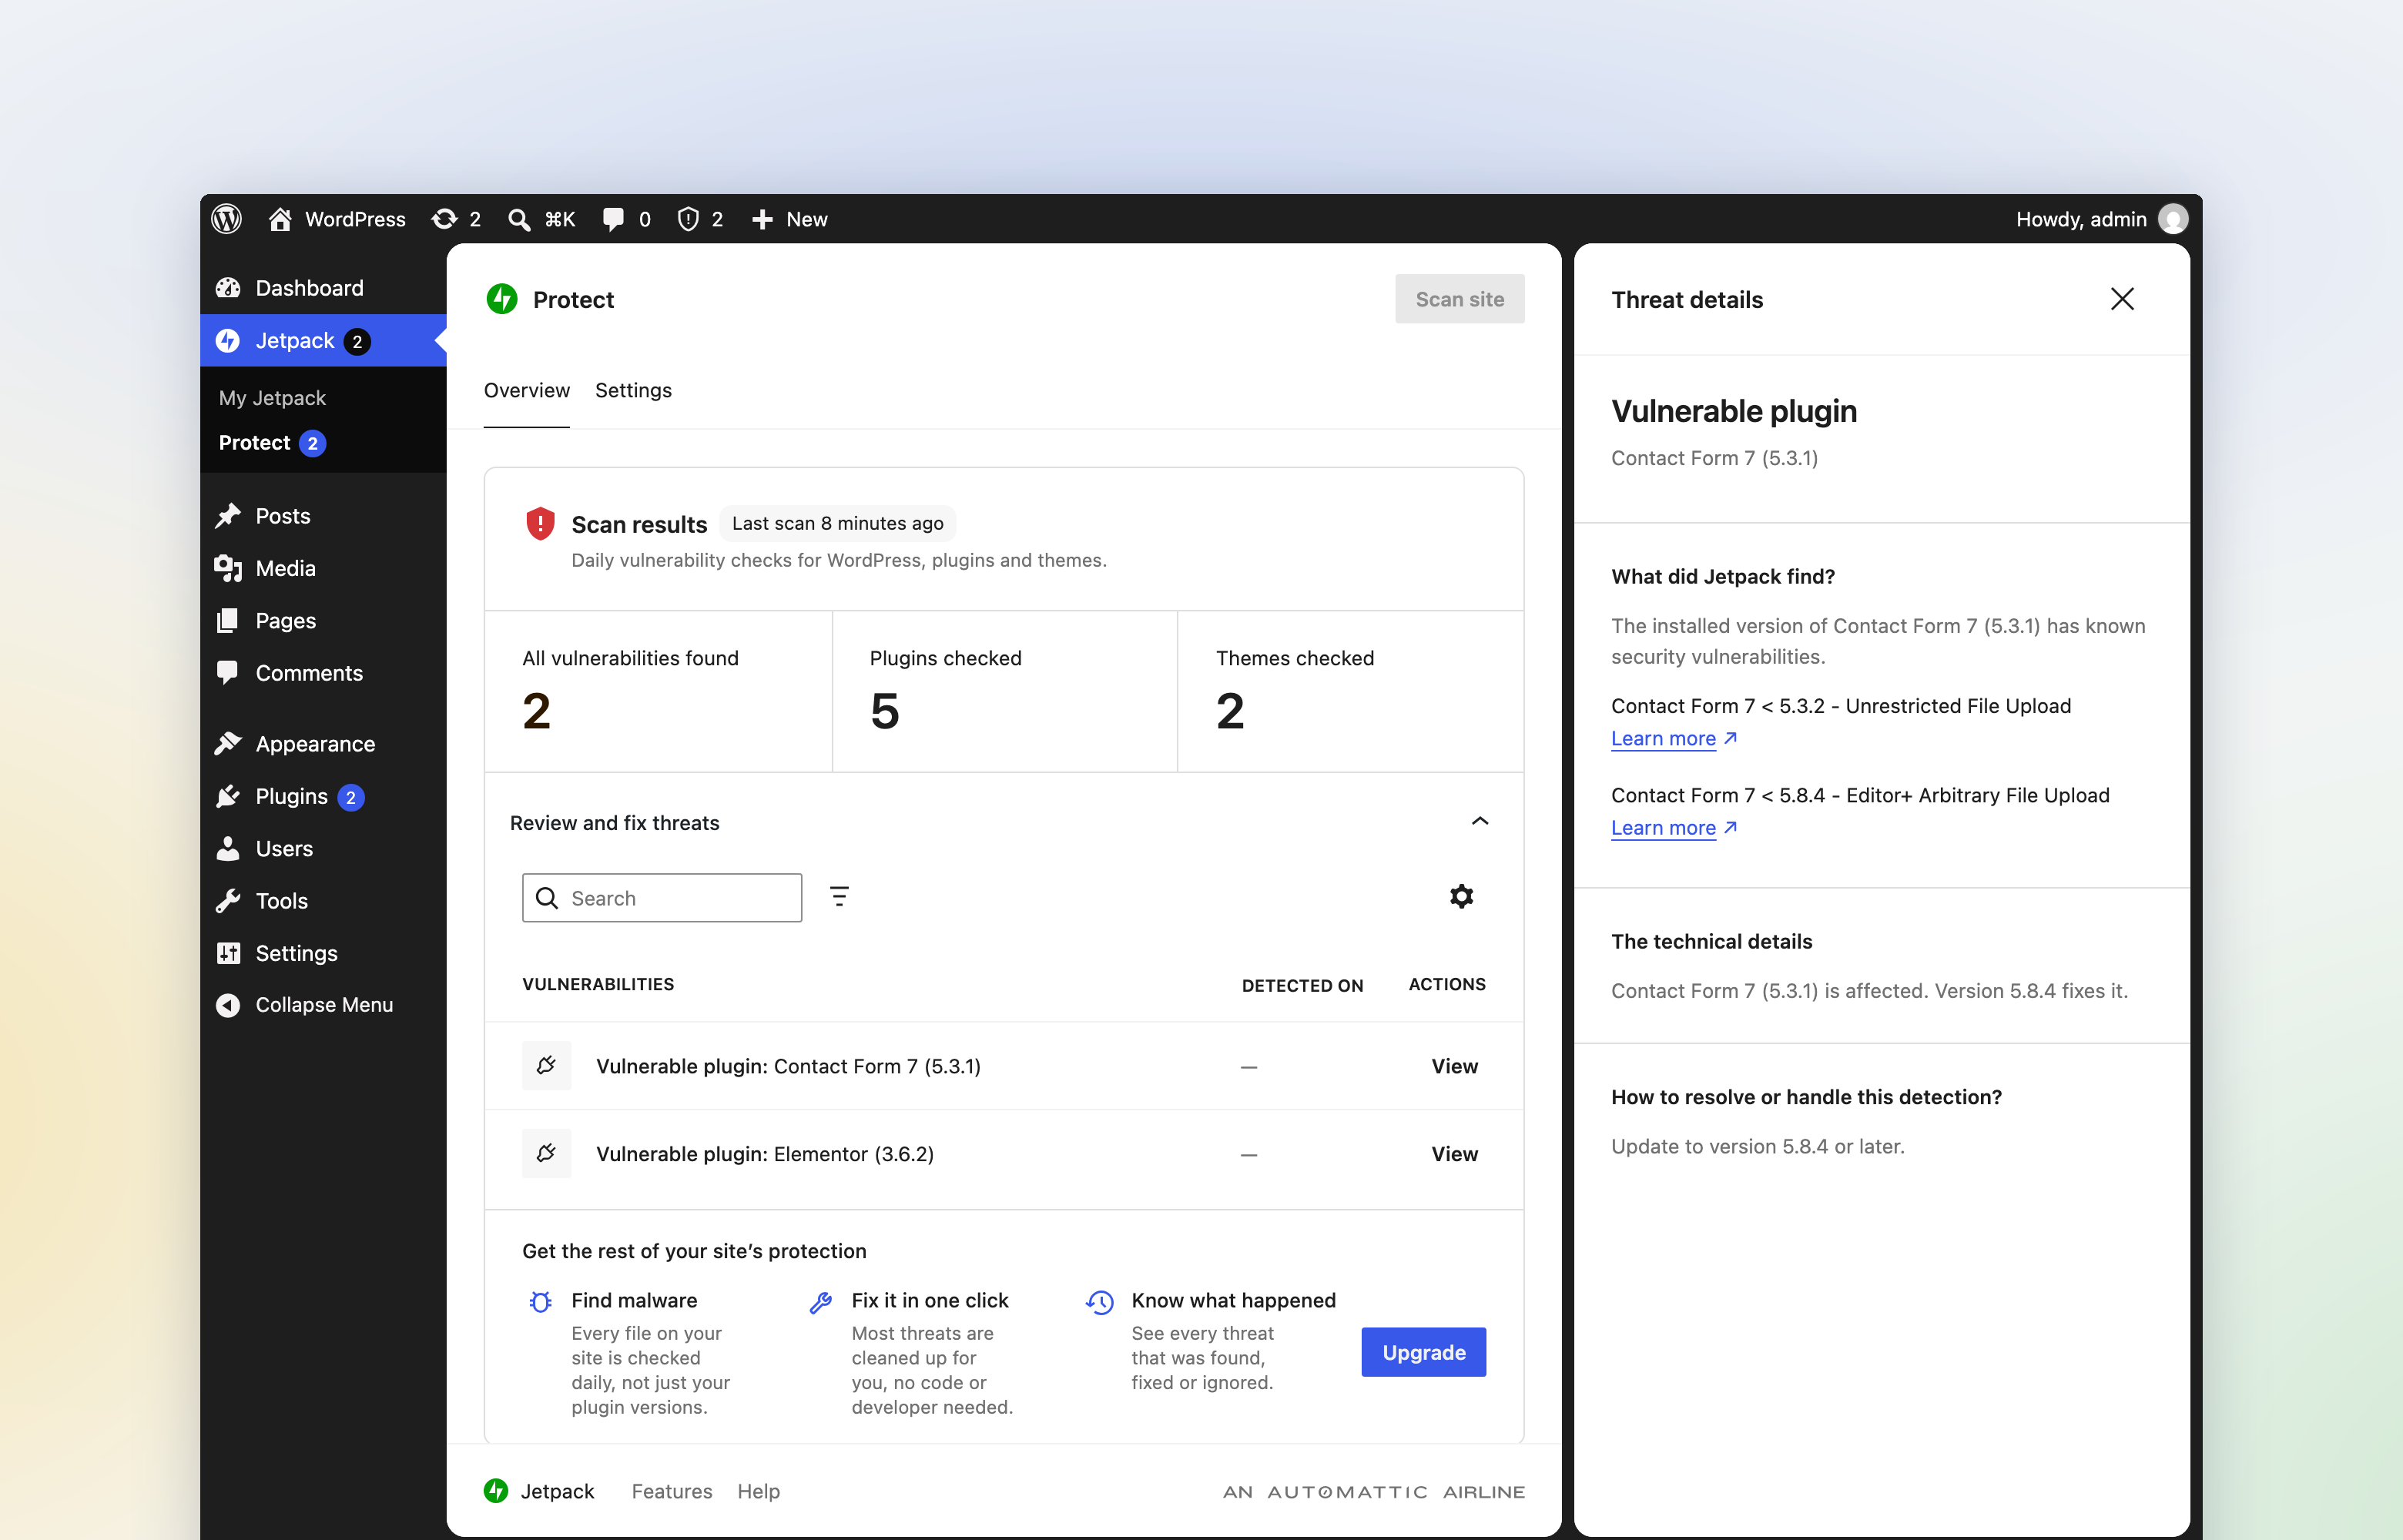 WordPress 2 ⌘K 0 2 New Howdy, admin
Dashboard
Jetpack 2
My Jetpack
Protect 2
Posts
Media
Pages
Comments
Appearance
Plugins 2
Users
Tools
Settings
Collapse Menu
Protect
Scan site
Overview Settings
Scan results Last scan 8 minutes ago
Daily vulnerability checks for WordPress, plugins and themes.
All vulnerabilities found
2
Plugins checked
5
Themes checked
2
Review and fix threats
Search
VULNERABILITIES DETECTED ON ACTIONS
Vulnerable plugin: Contact Form 7 (5.3.1) — View
Vulnerable plugin: Elementor (3.6.2) — View
Get the rest of your site’s protection
Find malware
Every file on your
site is checked
daily, not just your
plugin versions.
Fix it in one click
Most threats are
cleaned up for
you, no code or
developer needed.
Know what happened
See every threat
that was found,
fixed or ignored.
Upgrade
Jetpack Features Help
AN AUTOMATTIC AIRLINE
Threat details
Vulnerable plugin
Contact Form 7 (5.3.1)
What did Jetpack find?
The installed version of Contact Form 7 (5.3.1) has known
security vulnerabilities.
Contact Form 7 < 5.3.2 - Unrestricted File Upload
Learn more ↗
Contact Form 7 < 5.8.4 - Editor+ Arbitrary File Upload
Learn more ↗
The technical details
Contact Form 7 (5.3.1) is affected. Version 5.8.4 fixes it.
How to resolve or handle this detection?
Update to version 5.8.4 or later.